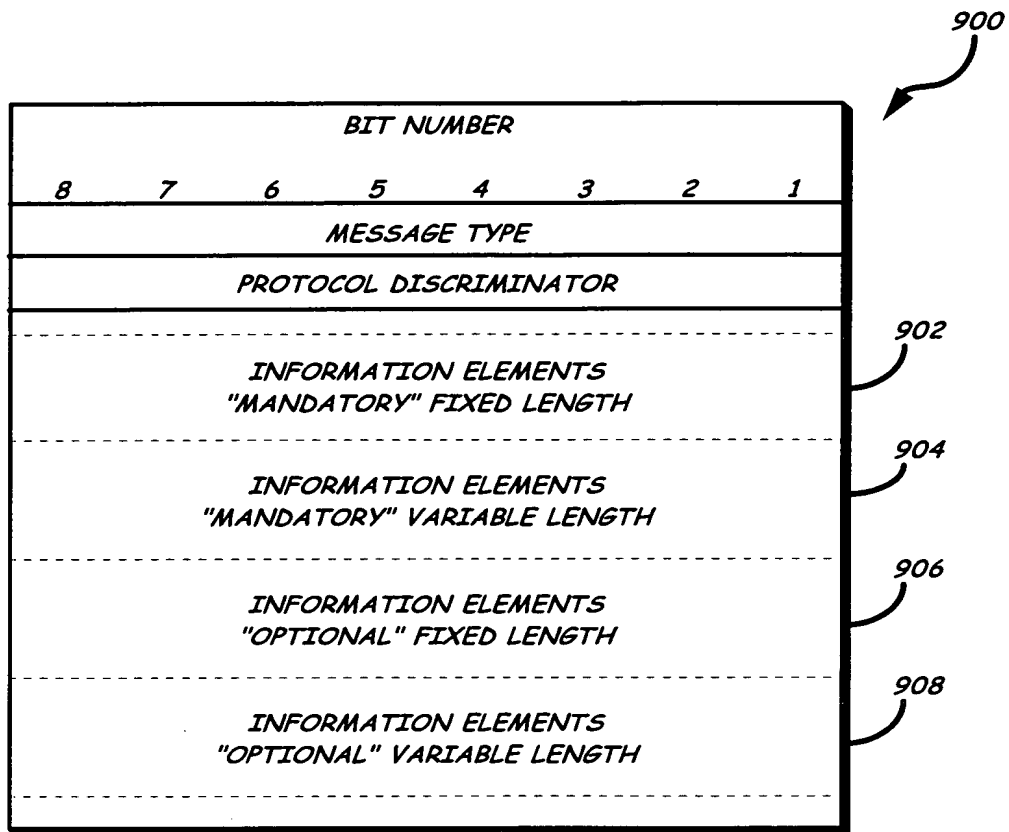 900
BIT NUMBER
8 7 6 5 4 3 2 1
MESSAGE TYPE
PROTOCOL DISCRIMINATOR
902
INFORMATION ELEMENTS
"MANDATORY" FIXED LENGTH
904
INFORMATION ELEMENTS
"MANDATORY" VARIABLE LENGTH
906
INFORMATION ELEMENTS
"OPTIONAL" FIXED LENGTH
908
INFORMATION ELEMENTS
"OPTIONAL" VARIABLE LENGTH